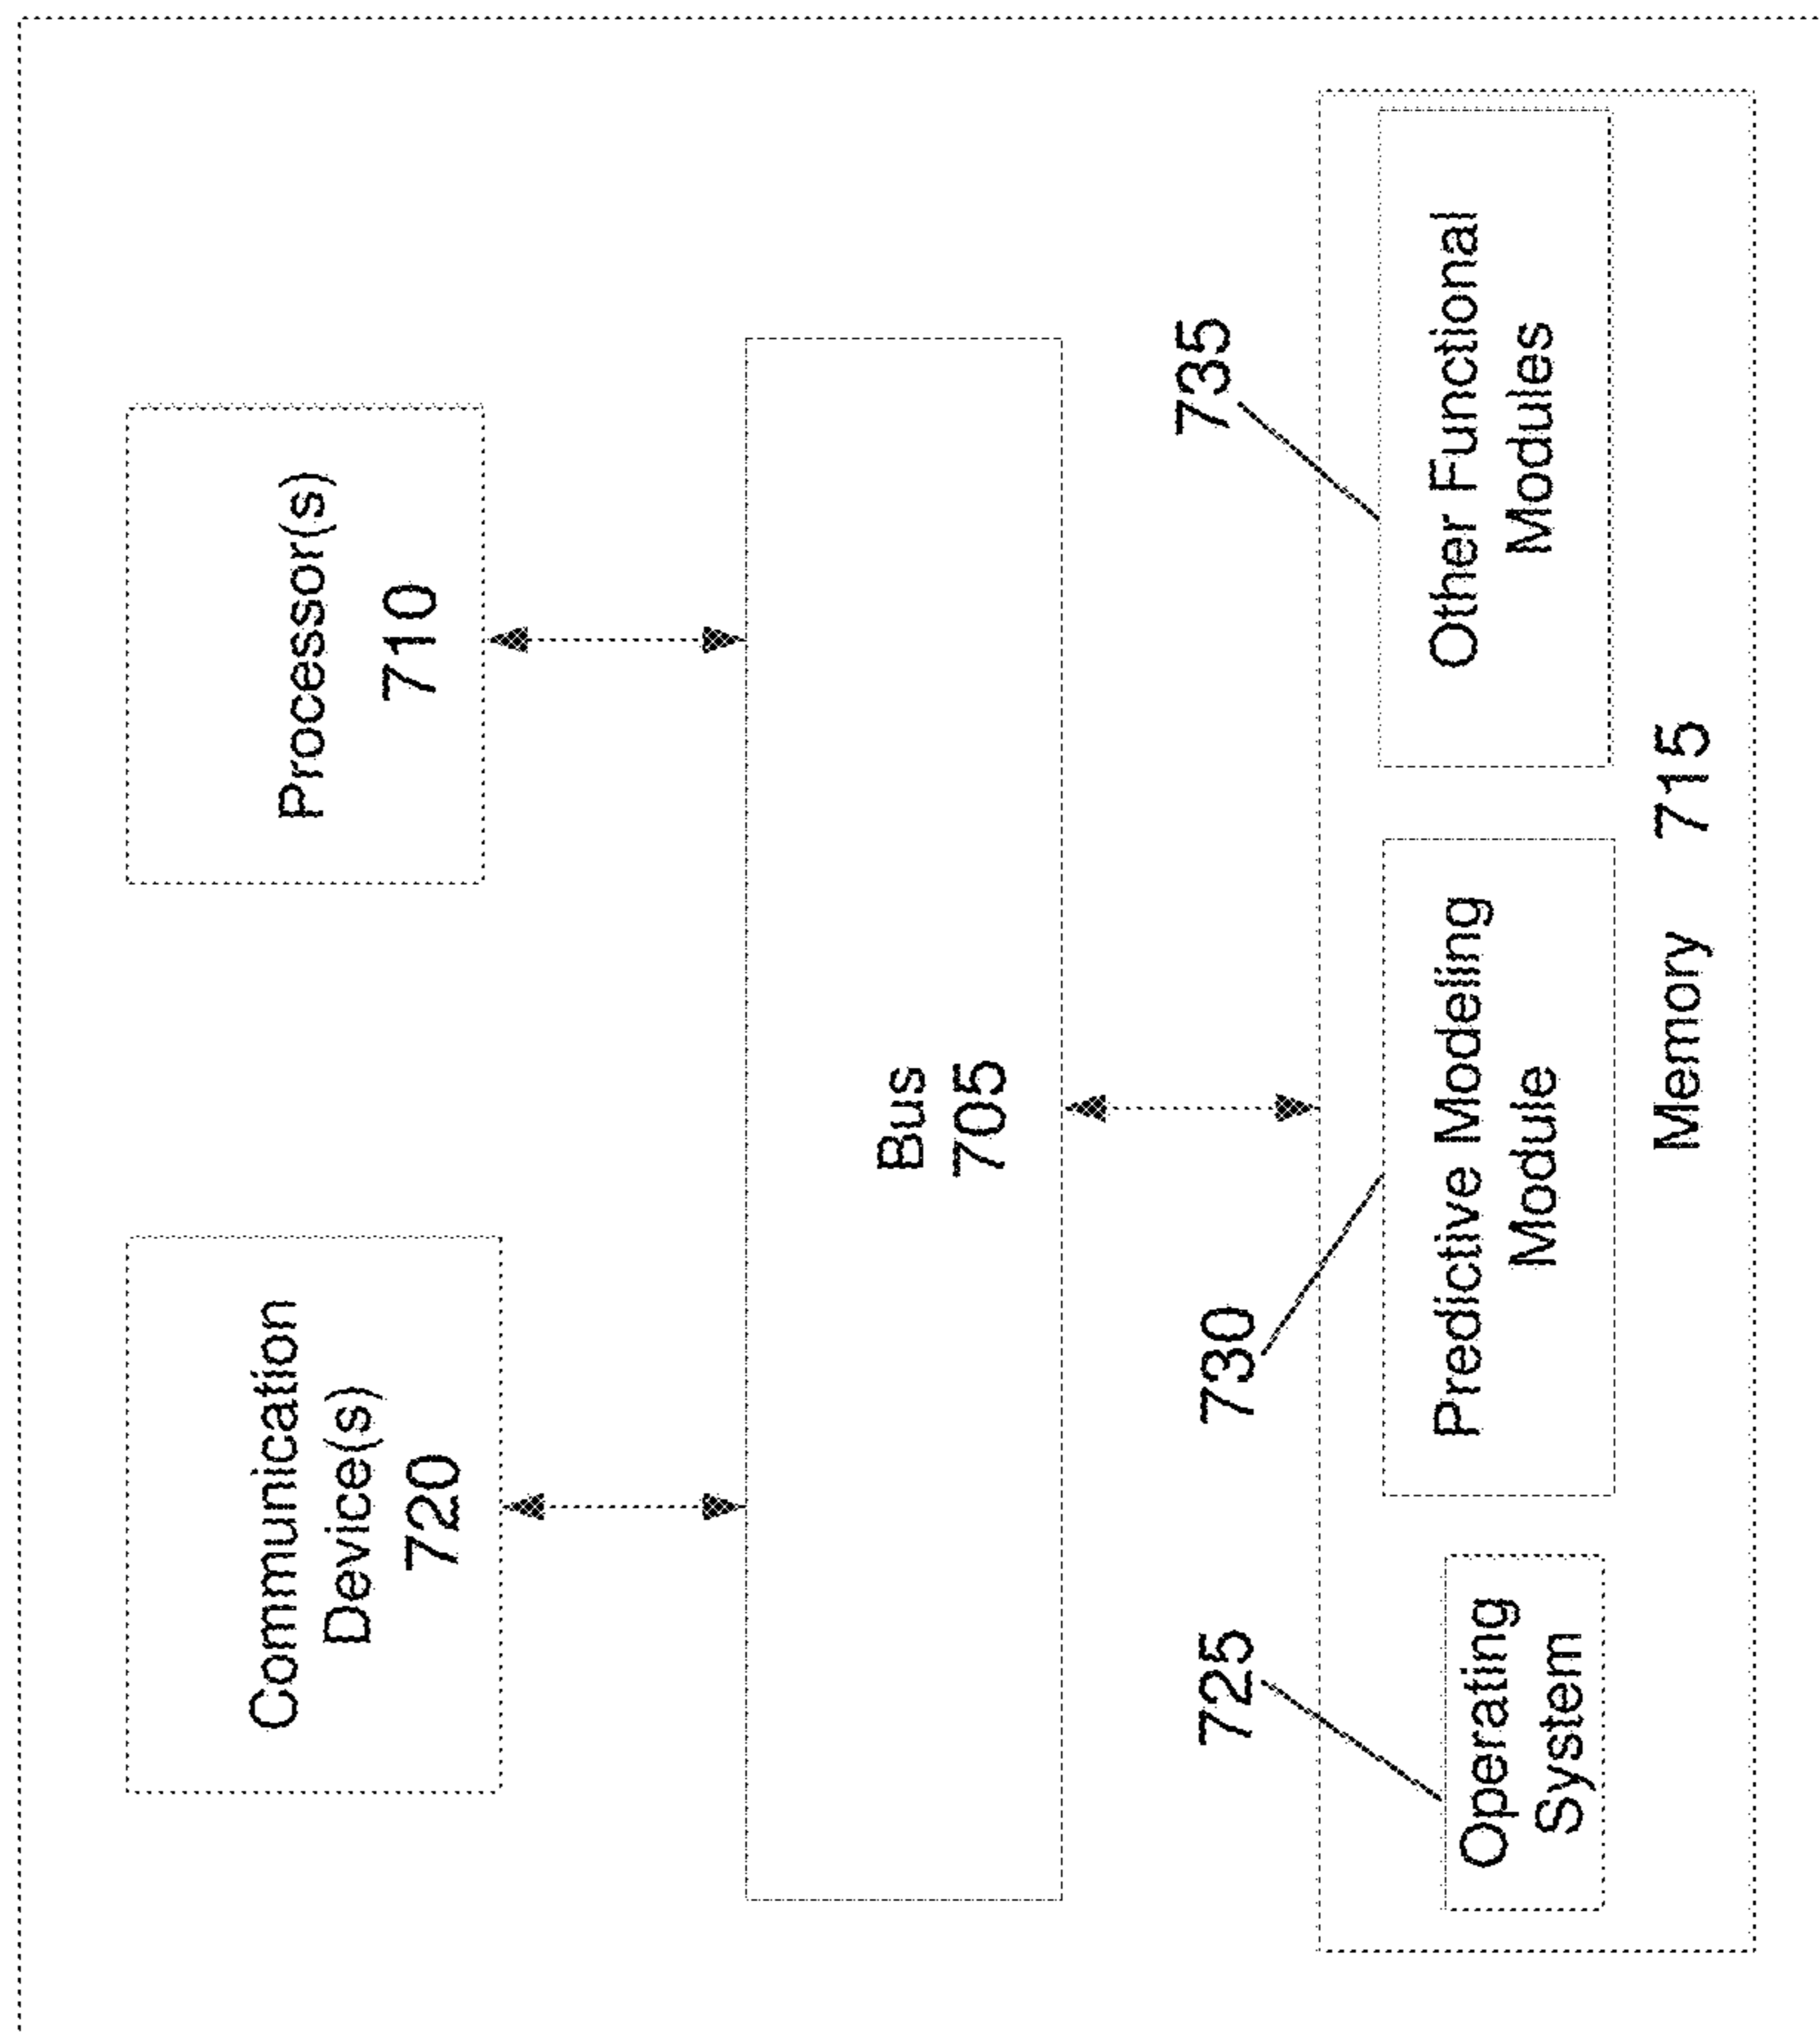 Communication
Device(s)
720
Processor(s)
710
Bus
705
725
730
735
Operating
System
Predictive Modeling
Module
Other Functional
Modules
Memory 715